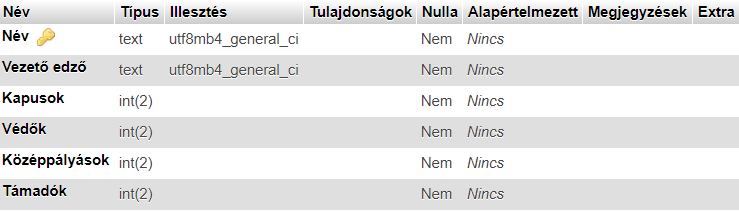 Név Típus Illesztés Tulajdonságok Nulla Alapértelmezett Megjegyzések Extra
Név text utf8mb4_general_ci Nem Nincs
Vezető edző text utf8mb4_general_ci Nem Nincs
Kapusok int(2) Nem Nincs
Védők int(2) Nem Nincs
Középpályások int(2) Nem Nincs
Támadók int(2) Nem Nincs